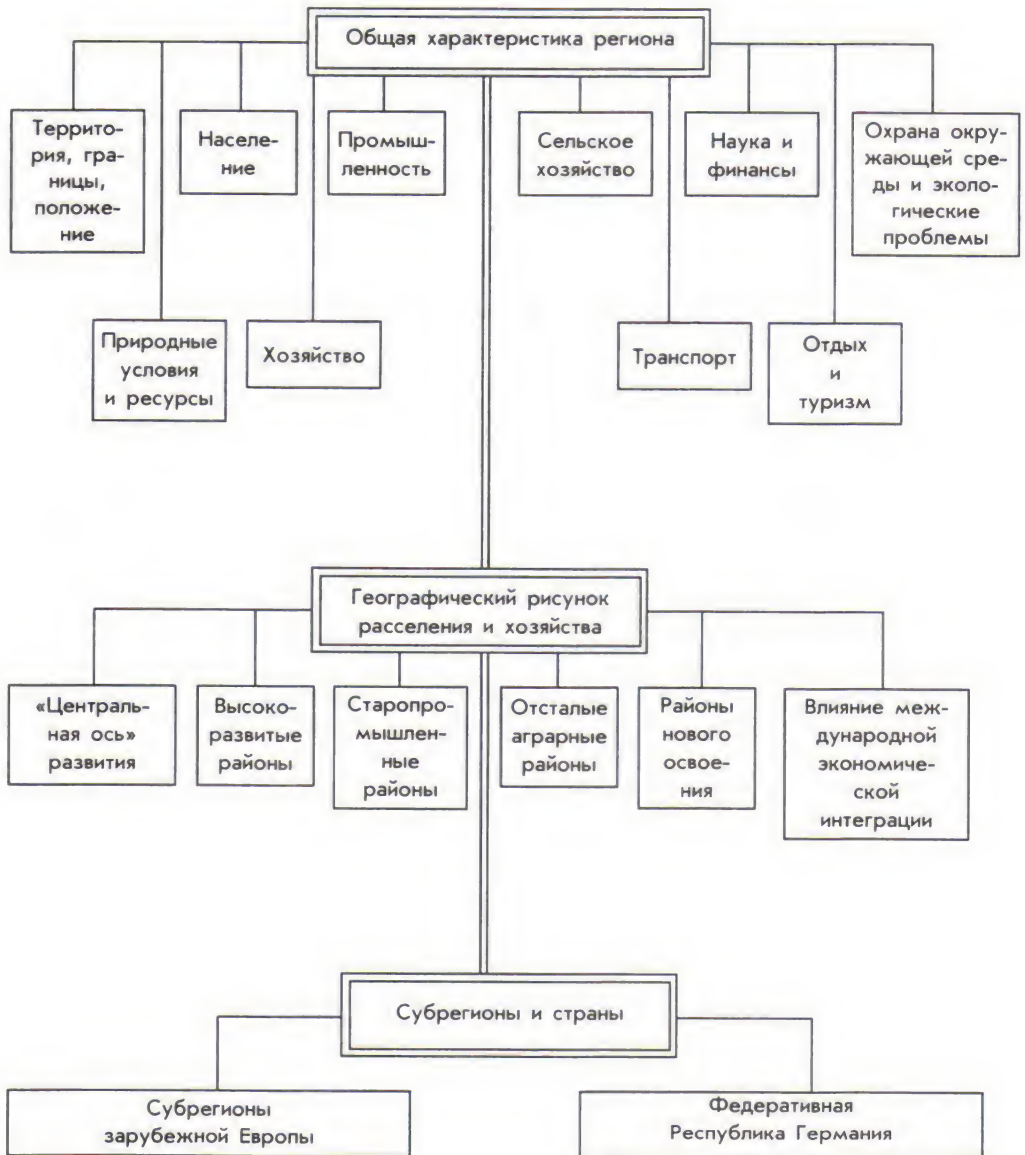 Общая характеристика региона
Террито-
рия, гра-
ницы,
положе-
ние
Населе-
ние
Промыш-
ленность
Сельское
хозяйство
Наука и
финансы
Охрана окру-
жающей сре-
ды и эколо-
гические
проблемы
Природные
условия
и ресурсы
Хозяйство
Транспорт
Отдых
и
туризм
Географический рисунок
расселения и хозяйства
«Централь-
ная ось»
развития
Высоко-
развитые
районы
Старопро-
мышлен-
ные
районы
Отсталые
аграрные
районы
Районы
нового
освое-
ния
Влияние меж-
дународной
экономиче-
ской
интеграции
Субрегионы и страны
Субрегионы
зарубежной Европы
Федеративная
Республика Германия